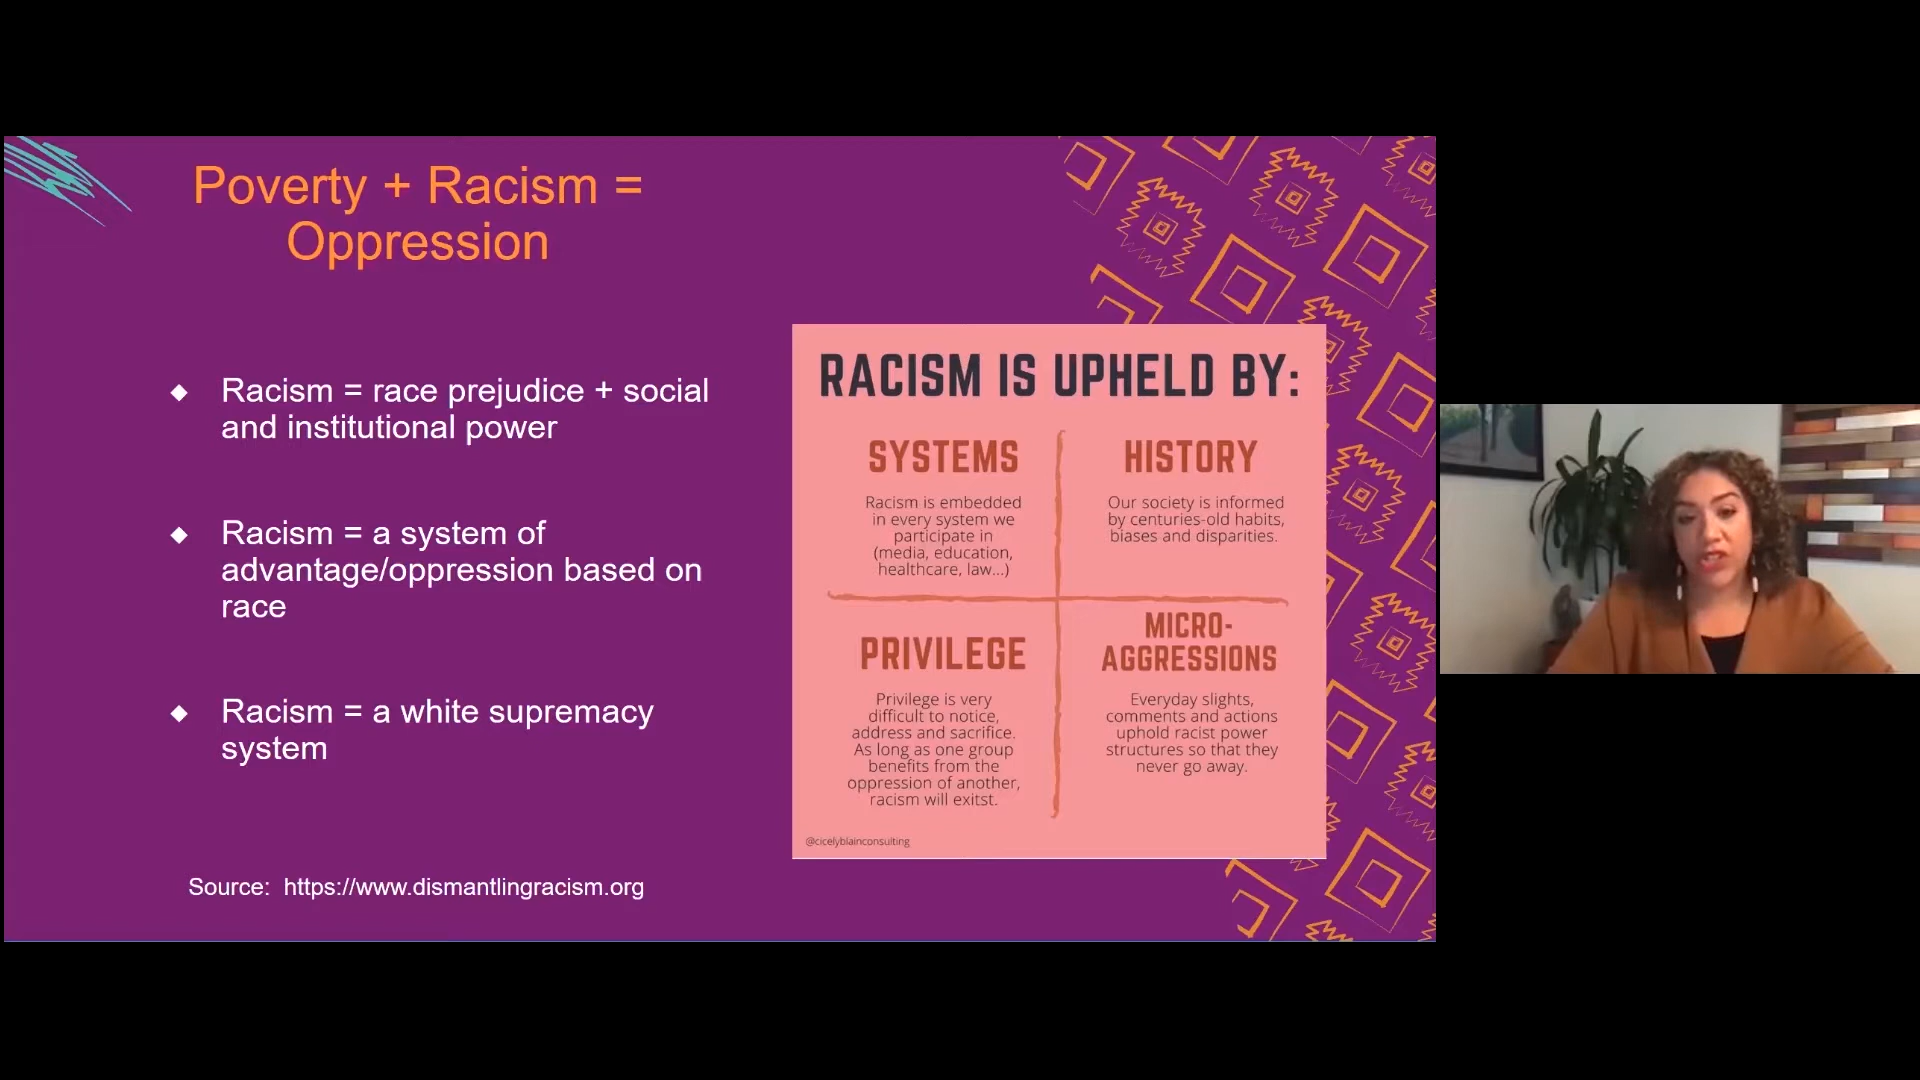 Poverty + Racism =
Oppression
Racism = race prejudice + social
and institutional power
Racism = a system of
advantage/oppression based on
race
Racism = a white supremacy
system
Source: https://www.dismantlingracism.org
RACISM IS UPHELD BY:
SYSTEMS
Racism is embedded
in every system we
participate in
(media, education,
healthcare, law...)
HISTORY
Our society is informed
by centuries-old habits,
biases and disparities.
PRIVILEGE
Privilege is very
difficult to notice,
address and sacrifice.
As long as one group
benefits from the
oppression of another,
racism will exitst.
MICRO-
AGGRESSIONS
Everyday slights,
comments and actions
uphold racist power
structures so that they
never go away.
@cicelyblainconsulting